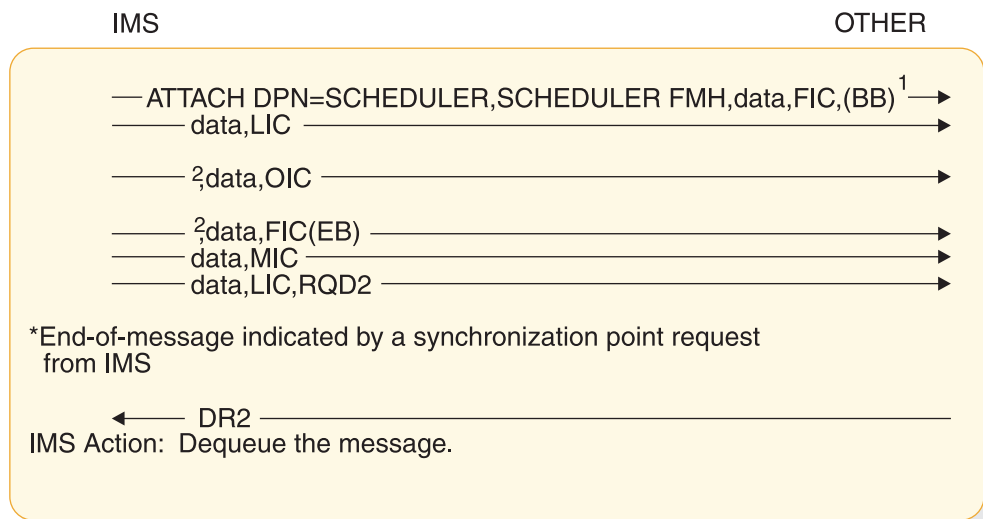 IMS OTHER
ATTACH DPN=SCHEDULER,SCHEDULER FMH,data,FIC,(BB)1
data,LIC
2,data,OIC
2,data,FIC(EB)
data,MIC
data,LIC,RQD2
*End-of-message indicated by a synchronization point request
from IMS
DR2
IMS Action: Dequeue the message.